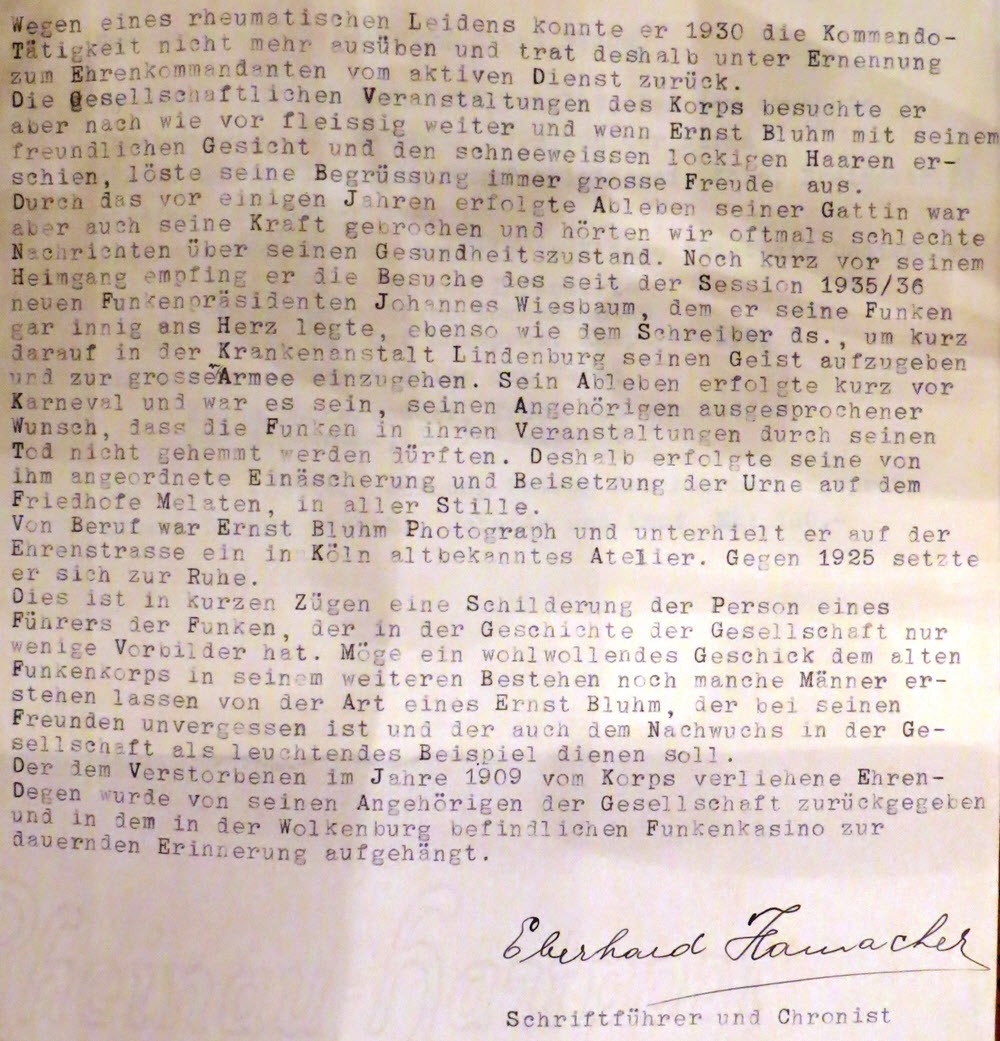 Wegen eines rheumatischen Leidens konnte er 1930 die Kommando-
Tätigkeit nicht mehr ausüben und trat deshalb unter Ernennung
zum Ehrenkommandanten vom aktiven Dienst zurück.
Die gesellschaftlichen Veranstaltungen des Korps besuchte er
aber nach wie vor fleissig weiter und wenn Ernst Bluhm mit seinem
freundlichen Gesicht und den schneeweissen lockigen Haaren er-
schien, löste seine Begrüssung immer grosse Freude aus.
Durch das vor einigen Jahren erfolgte Ableben seiner Gattin war
aber auch seine Kraft gebrochen und hörten wir oftmals schlechte
Nachrichten über seinen Gesundheitszustand. Noch kurz vor seinem
Heimgang empfing er die Besuche des seit der Session 1935/36
neuen Funkenpräsidenten Johannes Wiesbaum, dem er seine Funken
gar innig ans Herz legte, ebenso wie dem Schreiber ds., um kurz
darauf in der Krankenanstalt Lindenburg seinen Geist aufzugeben
und zur grosse Armee einzugehen. Sein Ableben erfolgte kurz vor
Karneval und war es sein, seinen Angehörigen ausgesprochener
Wunsch, dass die Funken in ihren Veranstaltungen durch seinen
Tod nicht gehemmt werden dürften. Deshalb erfolgte seine von
ihm angeordnete Einäscherung und Beisetzung der Urne auf dem
Friedhofe Melaten, in aller Stille.
Von Beruf war Ernst Bluhm Photograph und unterhielt er auf der
Ehrenstrasse ein in Köln altbekanntes Atelier. Gegen 1925 setzte
er sich zur Ruhe.
Dies ist in kurzen Zügen eine Schilderung der Person eines
Führers der Funken, der in der Geschichte der Gesellschaft nur
wenige Vorbilder hat. Möge ein wohlwollendes Geschick dem alten
Funkenkorps in seinem weiteren Bestehen noch manche Männer er-
stehen lassen von der Art eines Ernst Bluhm, der bei seinen
Freunden unvergessen ist und der auch dem Nachwuchs in der Ge-
sellschaft als leuchtendes Beispiel dienen soll.
Der dem Verstorbenen im Jahre 1909 vom Korps verliehene Ehren-
Degen wurde von seinen Angehörigen der Gesellschaft zurückgegeben
und in dem in der Wolkenburg befindlichen Funkenkasino zur
dauernden Erinnerung aufgehängt.
Eberhard Hamacher
Schriftführer und Chronist